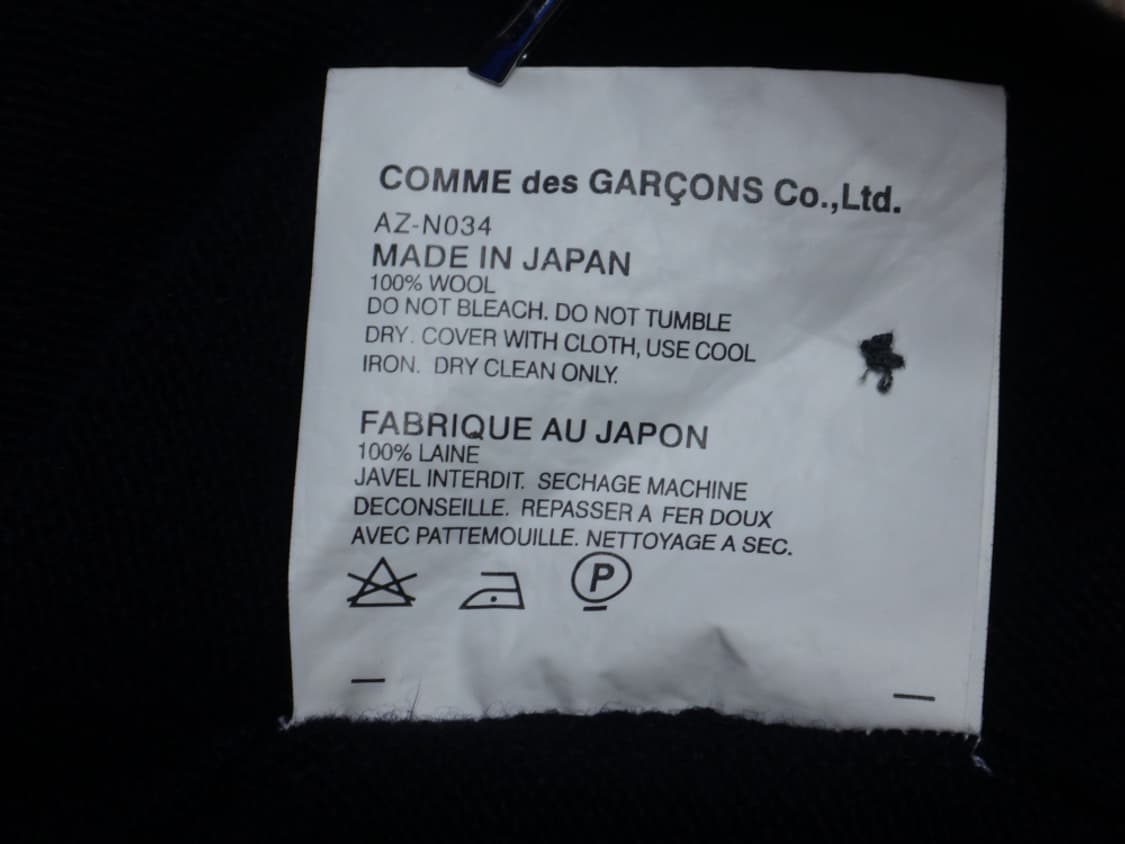 COMME des GARÇONS Co.,Ltd.
AZ-N034
MADE IN JAPAN
100% WOOL
DO NOT BLEACH. DO NOT TUMBLE
DRY. COVER WITH CLOTH, USE COOL
IRON. DRY CLEAN ONLY.
FABRIQUE AU JAPON
100% LAINE
JAVEL INTERDIT. SECHAGE MACHINE
DECONSEILLE. REPASSER A FER DOUX
AVEC PATTEMOUILLE. NETTOYAGE A SEC.
P